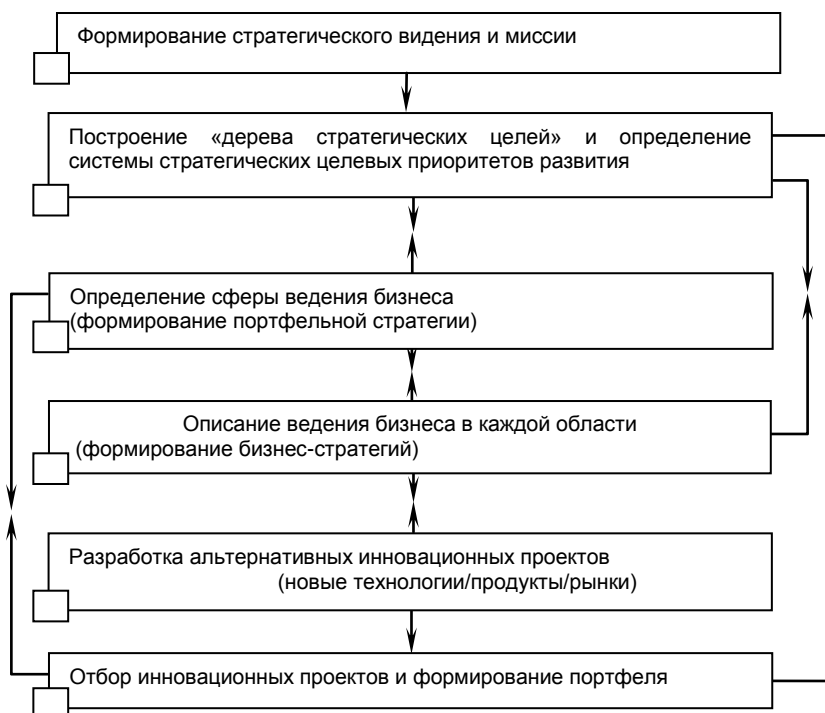 Формирование стратегического видения и миссии
Построение «дерева стратегических целей» и определение
системы стратегических целевых приоритетов развития
Определение сферы ведения бизнеса
(формирование портфельной стратегии)
Описание ведения бизнеса в каждой области
(формирование бизнес-стратегий)
Разработка альтернативных инновационных проектов
(новые технологии/продукты/рынки)
Отбор инновационных проектов и формирование портфеля